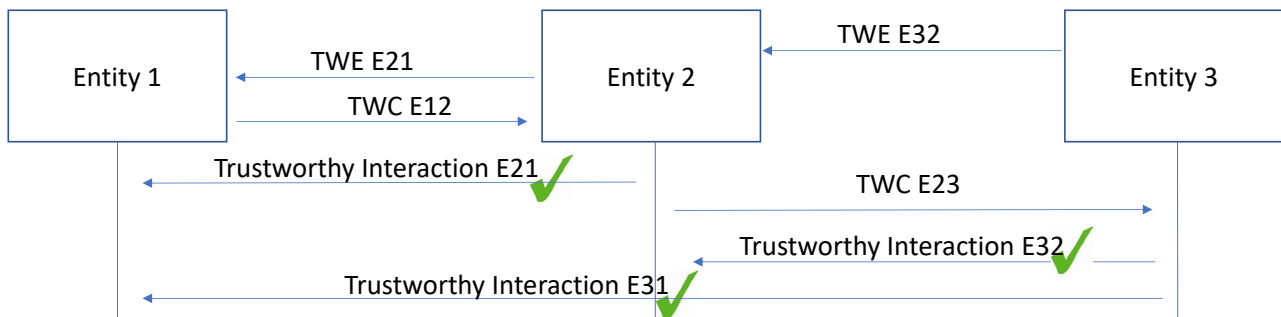 TWE E32
Entity 1
TWE E21
Entity 2
Entity 3
TWC E12
Trustworthy Interaction E21
TWC E23
Trustworthy Interaction E32
Trustworthy Interaction E31